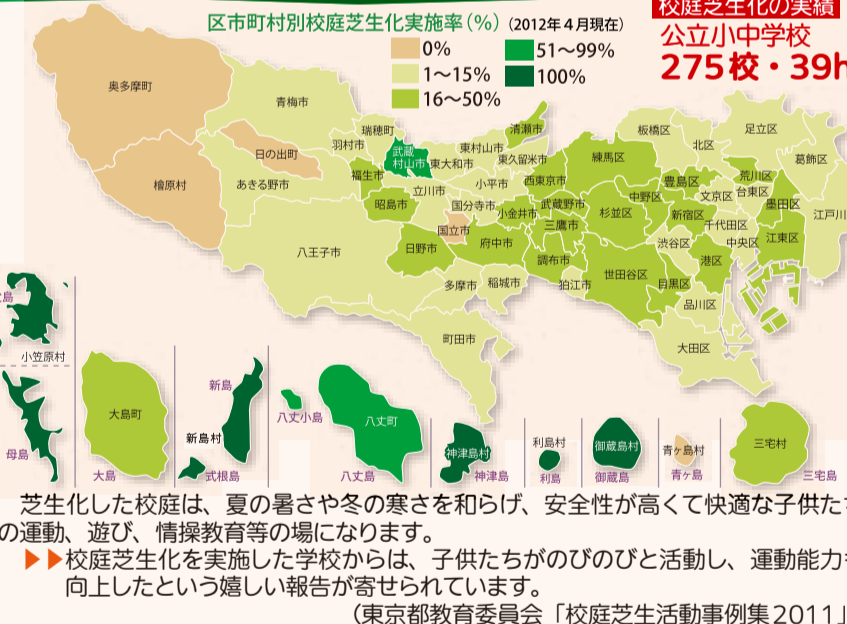 校庭芝生化の実績
区市町村別校庭芝生化実施率(%)(2012年4月現在)
公立小中学校
275校・39h
0%
51〜99%
1〜15%
100%
16〜50%
奥多摩町
青梅市
瑞穂町
羽村市
武蔵
村山市
東大和市
東村山市
清瀬市
東久留米市
日の出町
檜原村
あきる野市
福生市
昭島市
立川市
小平市
西東京市
国分寺市
小金井市
武蔵野市
三鷹市
国立市
八王子市
日野市
府中市
調布市
多摩市
稲城市
狛江市
町田市
板橋区
北区
足立区
葛飾区
練馬区
豊島区
荒川区
文京区
台東区
墨田区
中野区
杉並区
新宿区
千代田区
江戸川
渋谷区
中央区
江東区
港区
世田谷区
目黒区
品川区
大田区
島
小笠原村
母島
大島町
大島
新島
新島村
式根島
八丈小島
八丈町
八丈島
神津島村
神津島
利島村
利島
御蔵島村
御蔵島
青ヶ島村
青ヶ島
三宅村
三宅島
芝生化した校庭は、夏の暑さや冬の寒さを和らげ、安全性が高くて快適な子供た
の運動、遊び、情操教育等の場になります。
▶▶校庭芝生化を実施した学校からは、子供たちがのびのびと活動し、運動能力
向上したという嬉しい報告が寄せられています。
(東京都教育委員会「校庭芝生活動事例集2011」